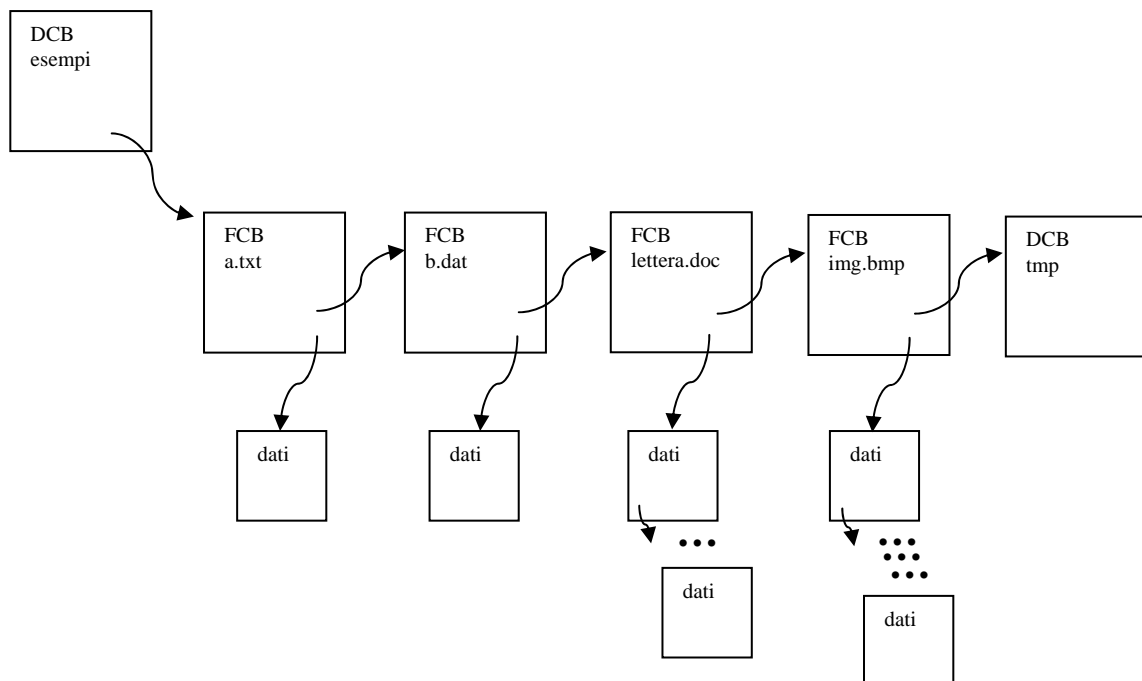 DCB
esempi
FCB
a.txt
FCB
b.dat
FCB
lettera.doc
FCB
img.bmp
DCB
tmp
dati
dati
dati
dati
dati
dati